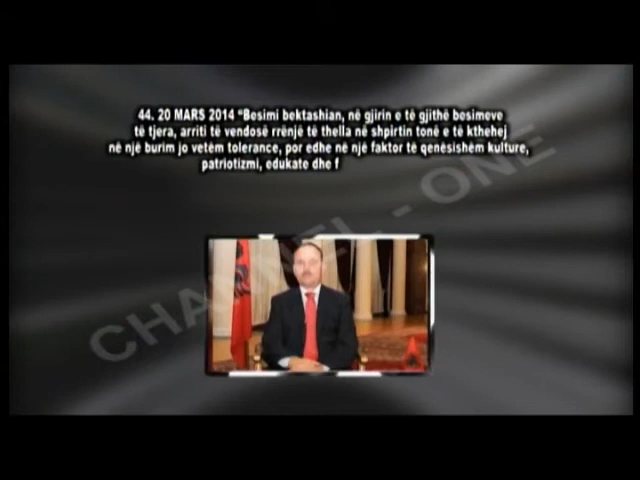 44. 20 MARS 2014 "Besimi bektashian, në gjirin e të gjithë besimeve
të tjera, arriti të vendosë rrënjë të thella në shpirtin tonë e të kthehej
në një burim jo vetëm tolerance, por edhe në një faktor të qenësishëm kulture,
patriotizmi, edukate dhe f
CHANNEL - ONE